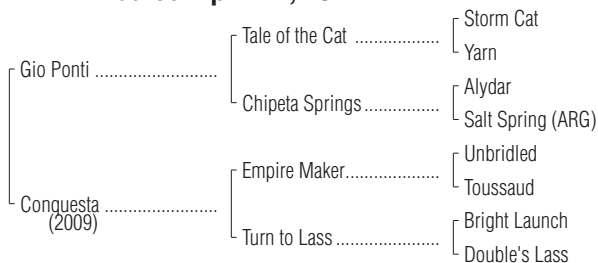 Gio Ponti ............................
Conquesta ..........................
(2009)
Tale of the Cat ...................
Chipeta Springs.................
Empire Maker.....................
Turn to Lass .......................
Storm Cat
Yarn
Alydar
Salt Spring (ARG)
Unbridled
Toussaud
Bright Launch
Double's Lass